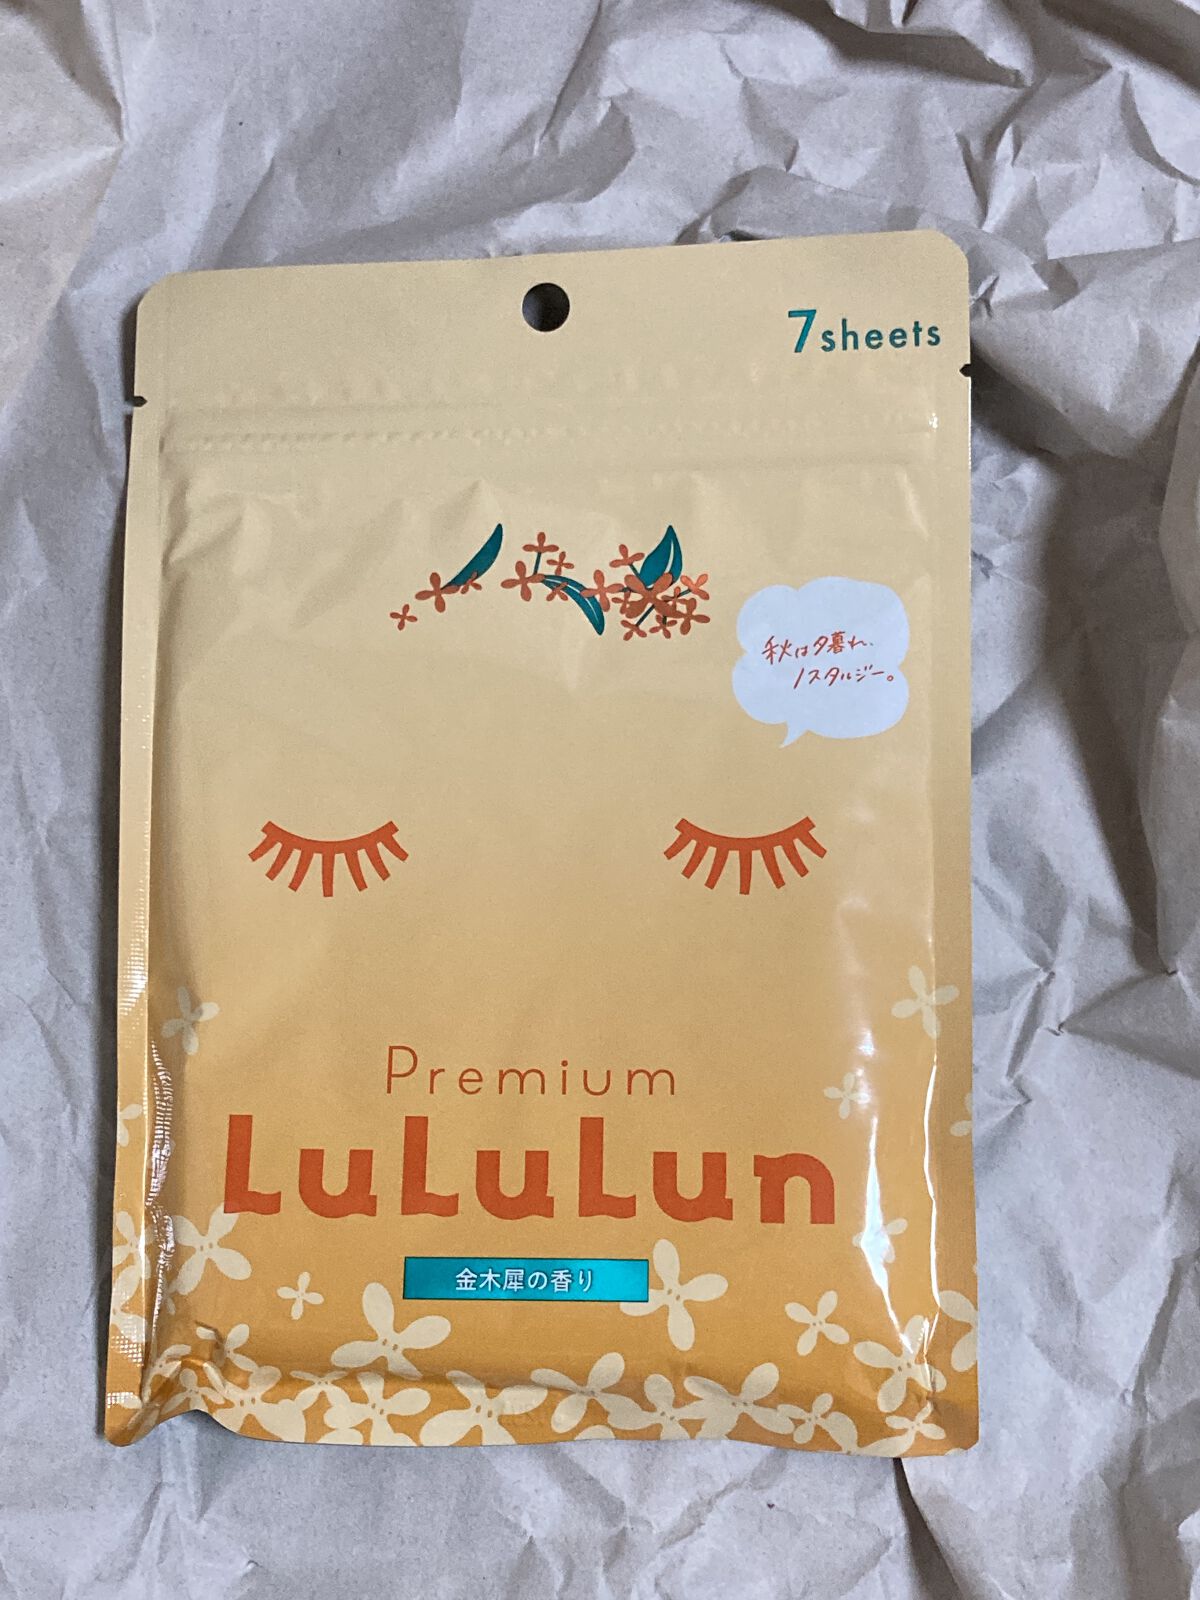 7sheets
秋は夕暮れ、
ノスタルジー。
Premium
LuLuLun
金木犀の香り